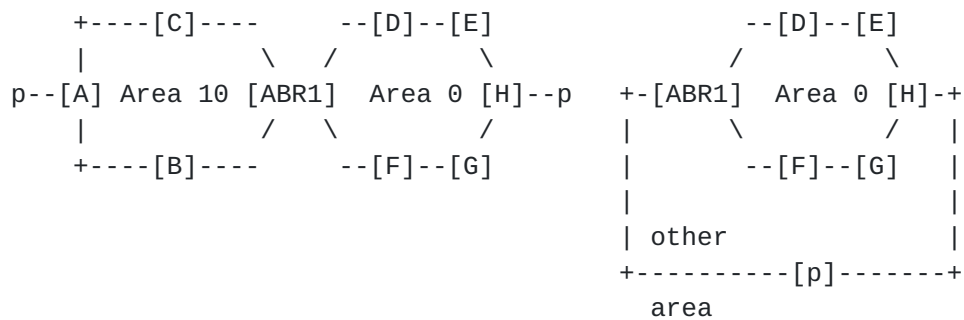 +----[C]----     --[D]--[E]                --[D]--[E]
    |           \   /         \               /         \
p--[A] Area 10 [ABR1]  Area 0 [H]--p   +-[ABR1]  Area 0 [H]-+
    |           /   \         /        |      \         /   |
    +----[B]----     --[F]--[G]        |       --[F]--[G]   |
                                       |                    |
                                       | other              |
                                       +----------[p]-------+
                                         area